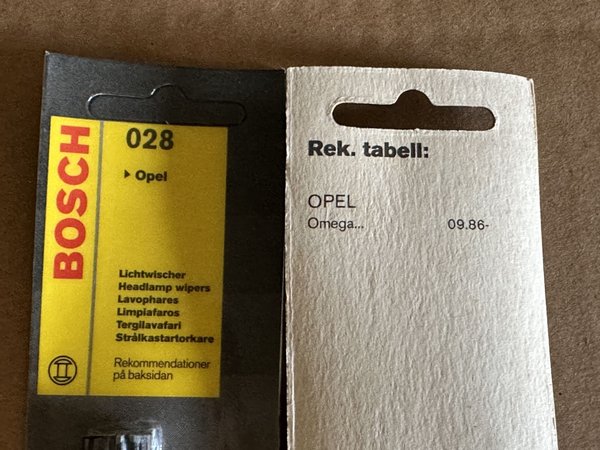 BOSCH
028
Opel
Lichtwischer
Headlamp wipers
Lavophares
Limpiafaros
Tergilavafari
Strålkastartorkare
Rekommendationer
på baksidan
Rek. tabell:
OPEL
Omega... 09.86-